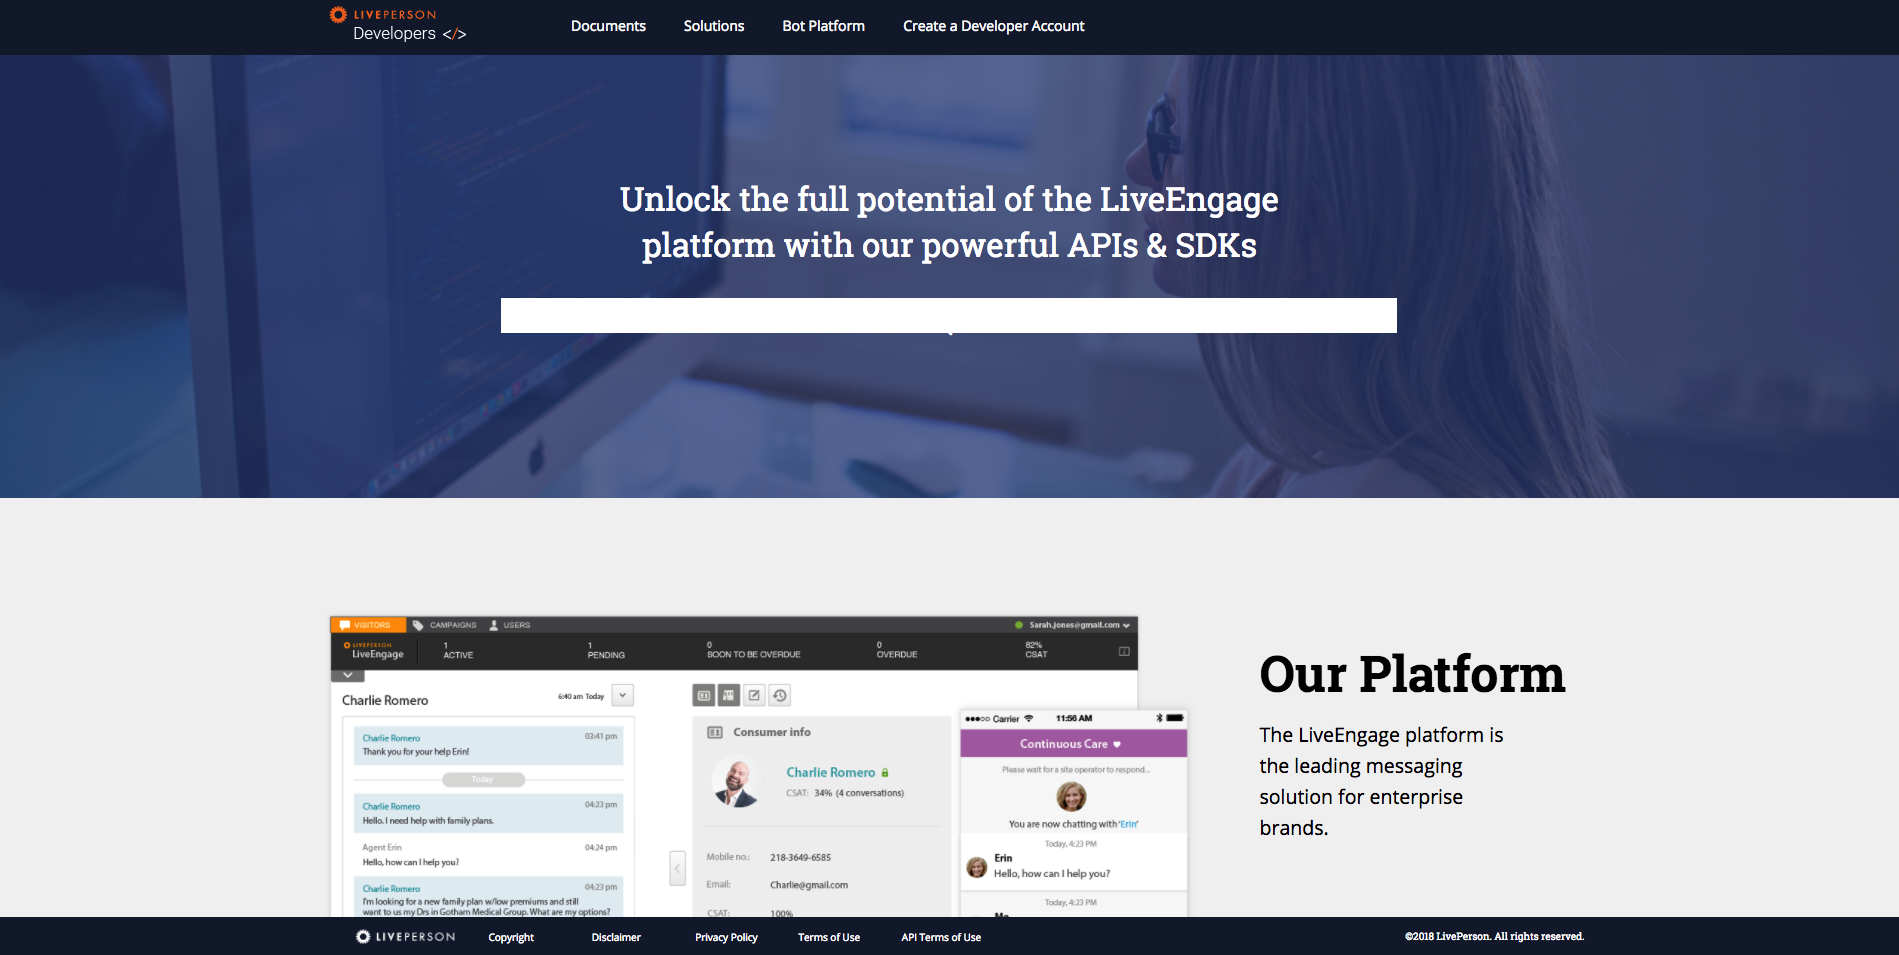 LIVEPERSON
Developers </>
Documents
Solutions
Bot Platform
Create a Developer Account
Unlock the full potential of the LiveEngage
platform with our powerful APIs & SDKs
VISITORS
CAMPAIGNS
USERS
Sarah.jones@gmail.com
LIVEPERSON
LiveEngage
1
ACTIVE
1
PENDING
0
SOON TO BE OVERDUE
0
OVERDUE
82%
CSAT
Charlie Romero
6:40 am Today
Charlie Romero
03:41 pm
Thank you for your help Erin!
Today
Charlie Romero
04:23 pm
Hello. I need help with family plans.
Agent Erin
04:24 pm
Hello, how can I help you?
Charlie Romero
04:23 pm
I'm looking for a new family plan w/low premiums and still
want to us my Drs in Gotham Medical Group. What are my options?
Consumer info
Charlie Romero
CSAT: 34% (4 conversations)
Mobile no.: 218-3649-6585
Email: Charlie@gmail.com
CSAT: 100%
Carrier
11:56 AM
Continuous Care
Please wait for a site operator to respond...
You are now chatting with 'Erin'
Today, 4:23 PM
Erin
Hello, how can I help you?
Today, 4:23 PM
Me
Our Platform
The LiveEngage platform is
the leading messaging
solution for enterprise
brands.
LIVEPERSON
Copyright
Disclaimer
Privacy Policy
Terms of Use
API Terms of Use
©2018 LivePerson. All rights reserved.